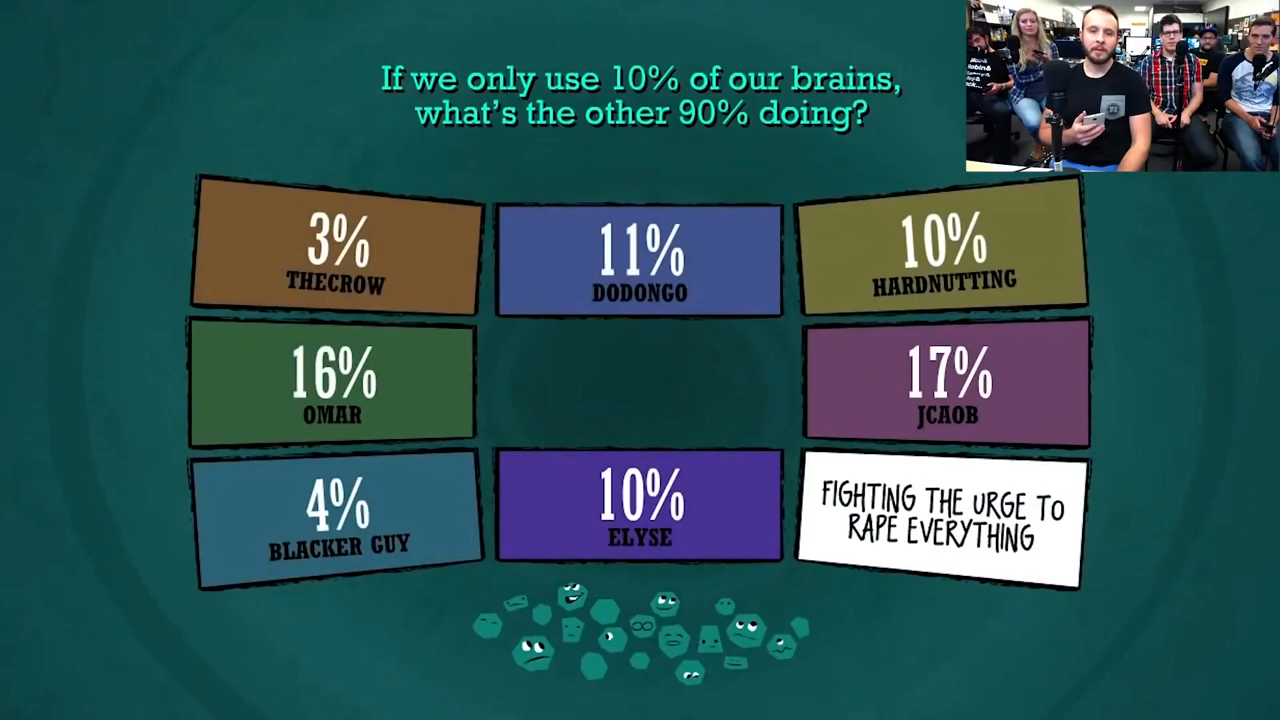 If we only use 10% of our brains,
what's the other 90% doing?
3%
THECROW
11%
DODONGO
10%
HARDNUTTING
16%
OMAR
17%
JCAOB
4%
BLACKER GUY
10%
ELYSE
FIGHTING THE URGE TO
RAPE EVERYTHING